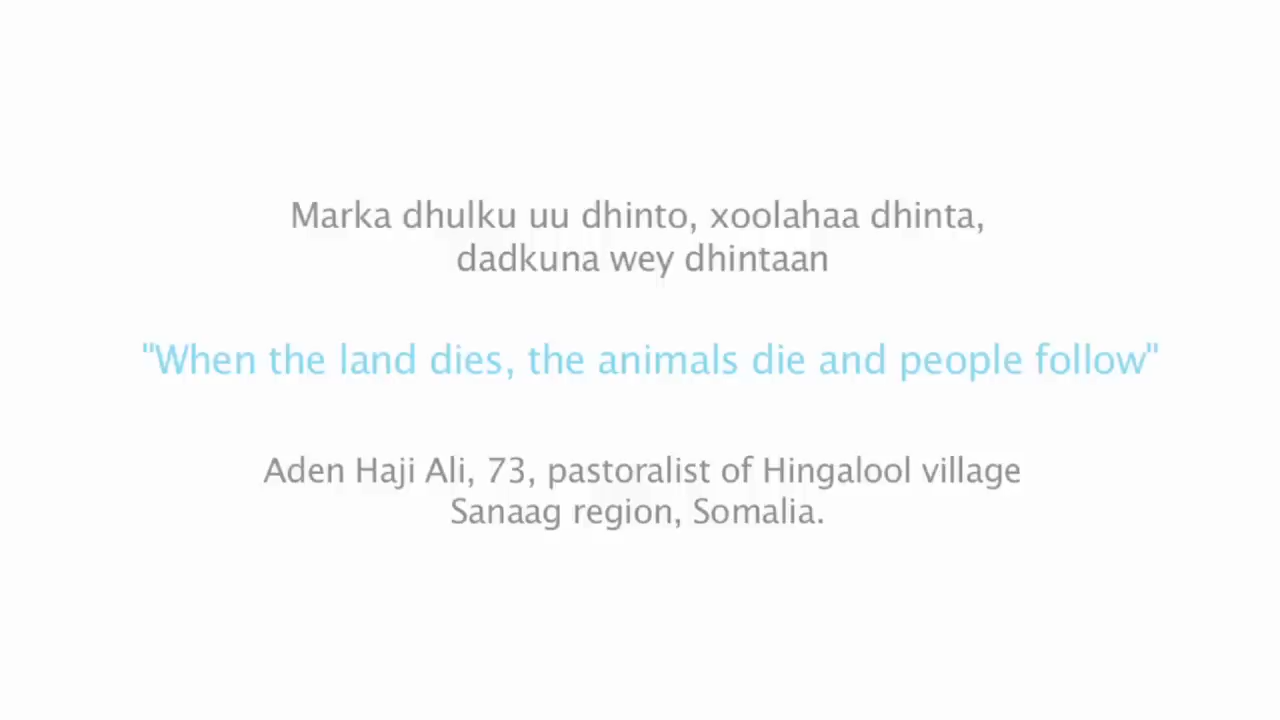 Marka dhulku uu dhinto, xoolahaa dhinta,
dadkuna wey dhintaan
"When the land dies, the animals die and people follow"
Aden Haji Ali, 73, pastoralist of Hingalool village
Sanaag region, Somalia.